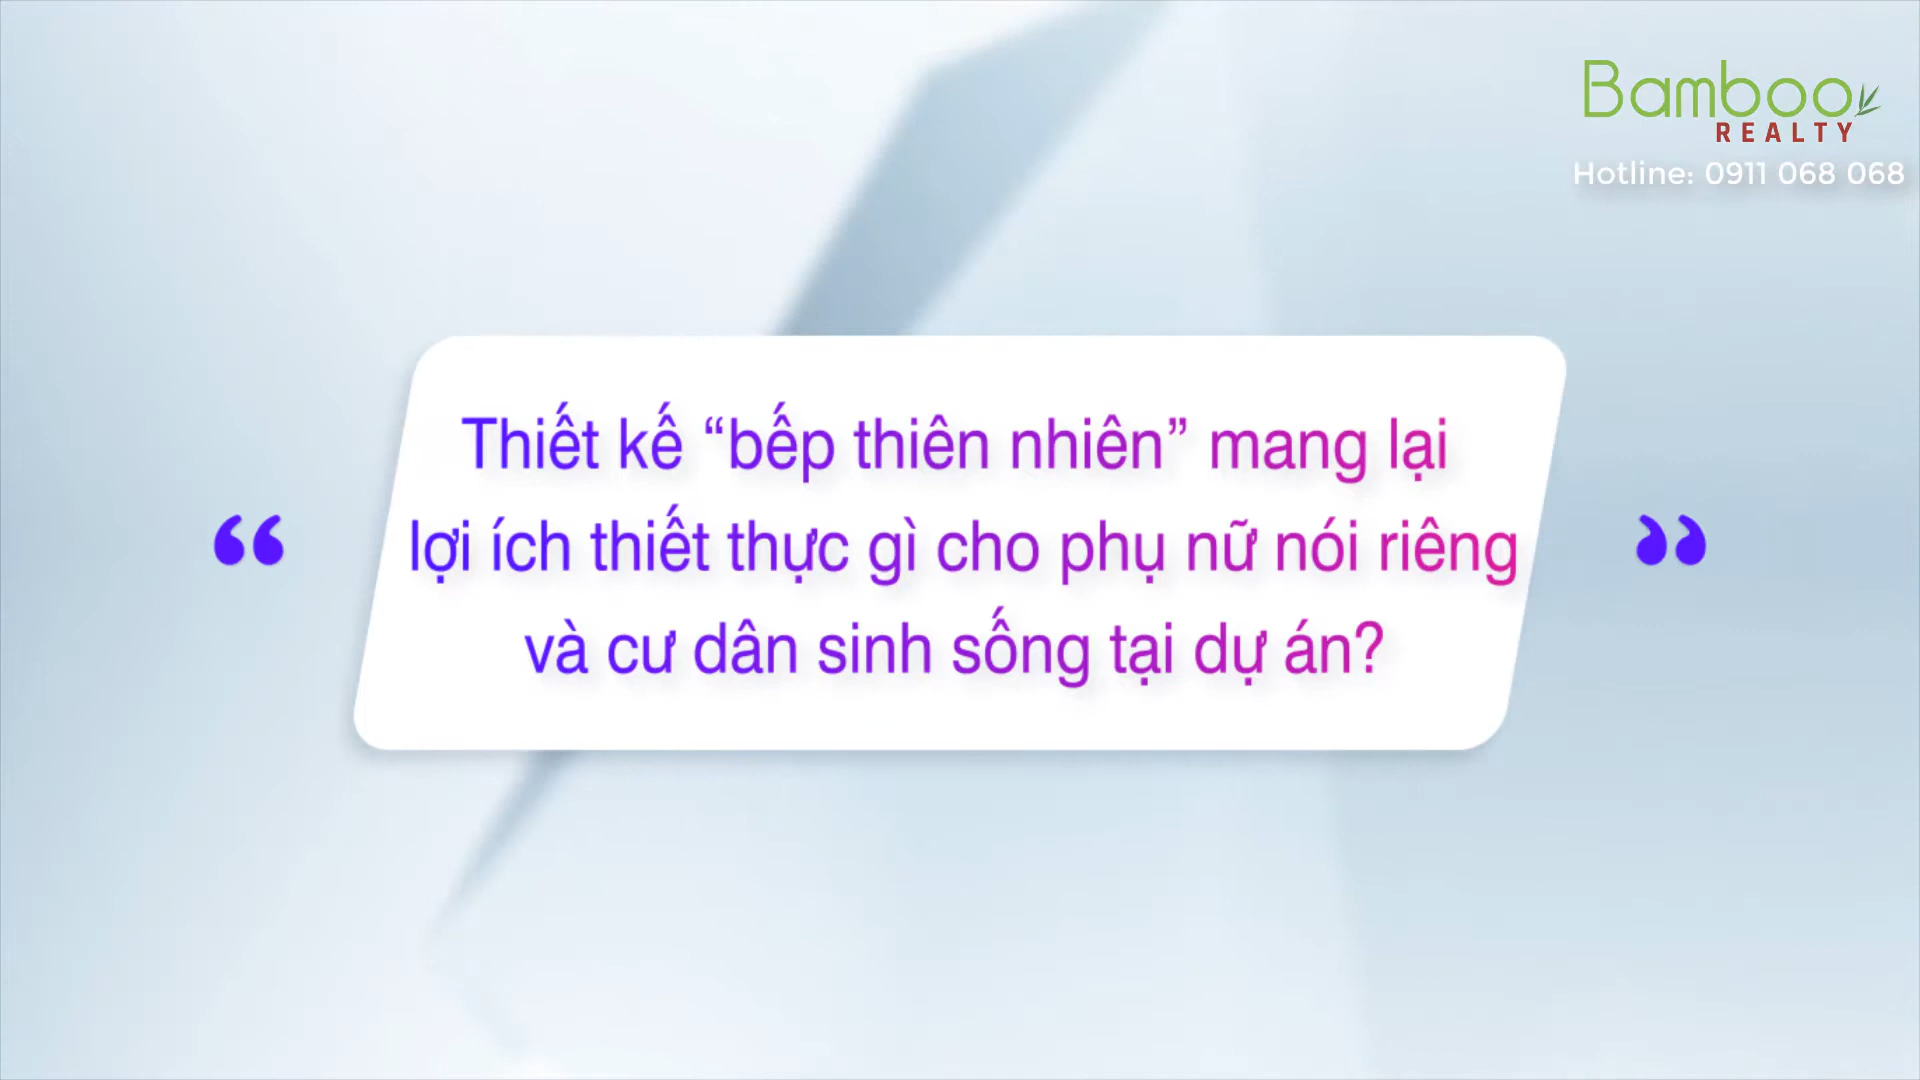 Bamboo
REALTY
Hotline: 0911 068 068
Thiết kế “bếp thiên nhiên” mang lại
lợi ích thiết thực gì cho phụ nữ nói riêng
và cư dân sinh sống tại dự án?